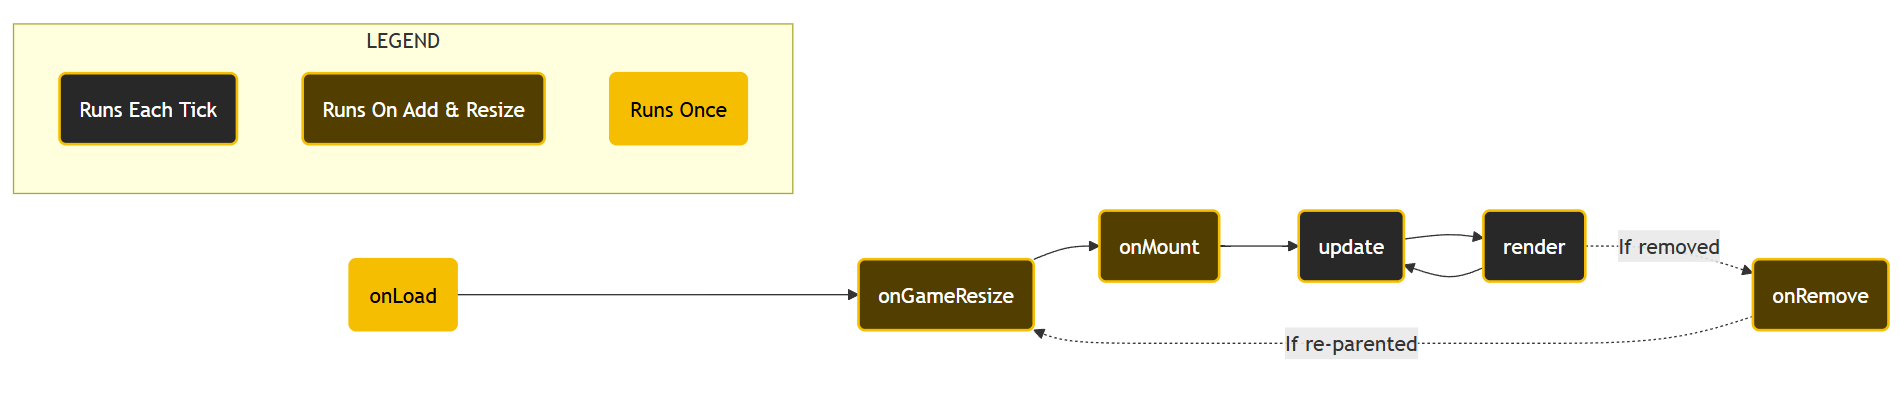 LEGEND
Runs Each Tick
Runs On Add & Resize
Runs Once
onLoad
onGameResize
onMount
update
render
If removed
onRemove
If re-parented